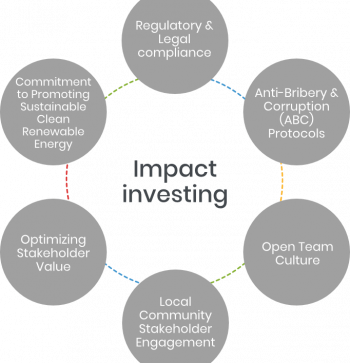 Regulatory &
Legal
compliance
Commitment
to Promoting
Sustainable
Clean
Renewable
Energy
Anti-Bribery &
Corruption
(ABC)
Protocols
Impact
investing
Optimizing
Stakeholder
Value
Open Team
Culture
Local
Community
Stakeholder
Engagement